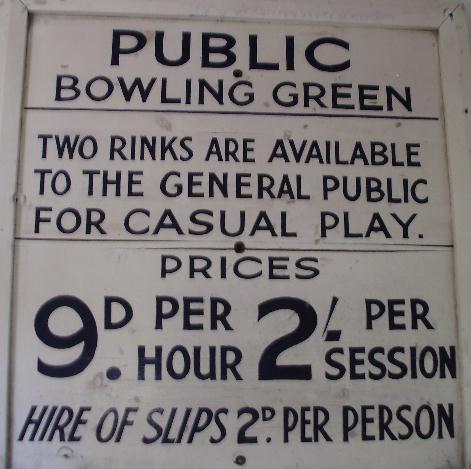 PUBLIC
BOWLING GREEN
TWO RINKS ARE AVAILABLE
TO THE GENERAL PUBLIC
FOR CASUAL PLAY.
PRICES
9D. PER HOUR
2/- PER SESSION
HIRE OF SLIPS 2D. PER PERSON